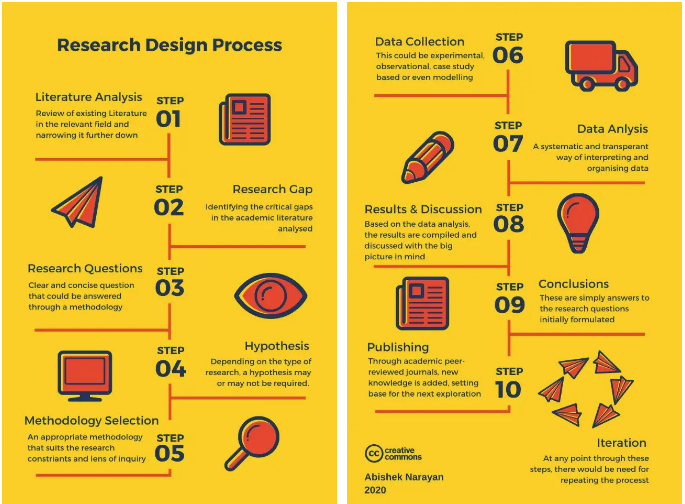 Research Design Process
Literature Analysis
Review of existing Literature
in the relevant field and
narrowing it further down
STEP
01
STEP
02
Research Gap
Identifying the critical gaps
in the academic literature
analysed
Research Questions
Clear and concise question
that could be answered
through a methodology
STEP
03
STEP
04
Hypothesis
Depending on the type of
research, a hypothesis may
or may not be required.
Methodology Selection
An appropriate methodology
that suits the research
constriants and lens of inquiry
STEP
05
Data Collection
This could be experimental,
observational, case study
based or even modelling
STEP
06
STEP
07
Data Anlysis
A systematic and transperant
way of interpreting and
organising data
Results & Discussion
Based on the data analysis,
the results are compiled and
discussed with the big
picture in mind
STEP
08
STEP
09
Conclusions
These are simply answers to
the research questions
initially formulated
Publishing
Through academic peer-
reviewed journals, new
knowledge is added, setting
base for the next exploration
STEP
10
Iteration
At any point through these
steps, there would be need for
repeating the processt
cc creative
commons
Abishek Narayan
2020